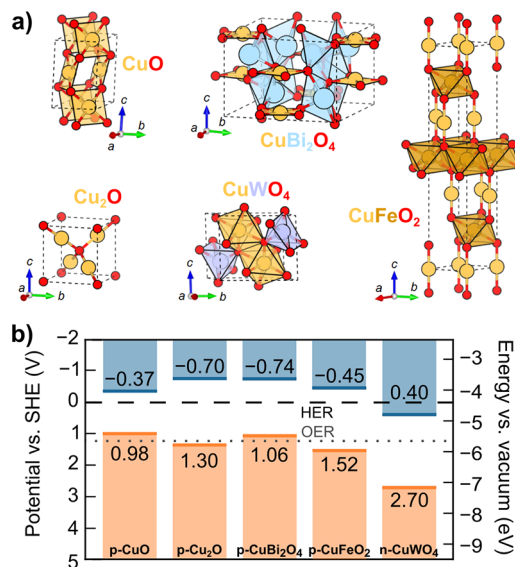 a)
CuO
c
b
a
CuBi₂O₄
c
b
a
Cu₂O
c
b
a
CuWO₄
c
b
a
CuFeO₂
c
b
a
b)
Potential vs. SHE (V)
−2
−1
0
1
2
3
4
5
−0.37 −0.70 −0.74 −0.45 0.40
HER
OER
0.98 1.30 1.06 1.52 2.70
p-CuO p-Cu₂O p-CuBi₂O₄ p-CuFeO₂ n-CuWO₄
−3
−4
−5
−6
−7
−8
−9
Energy vs. vacuum (eV)